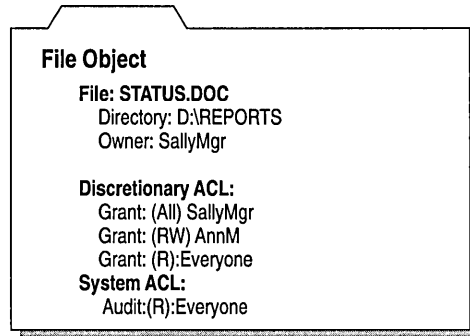 File Object
File: STATUS.DOC
Directory: D:\REPORTS
Owner: SallyMgr
Discretionary ACL:
Grant: (All) SallyMgr
Grant: (RW) AnnM
Grant: (R):Everyone
System ACL:
Audit:(R):Everyone